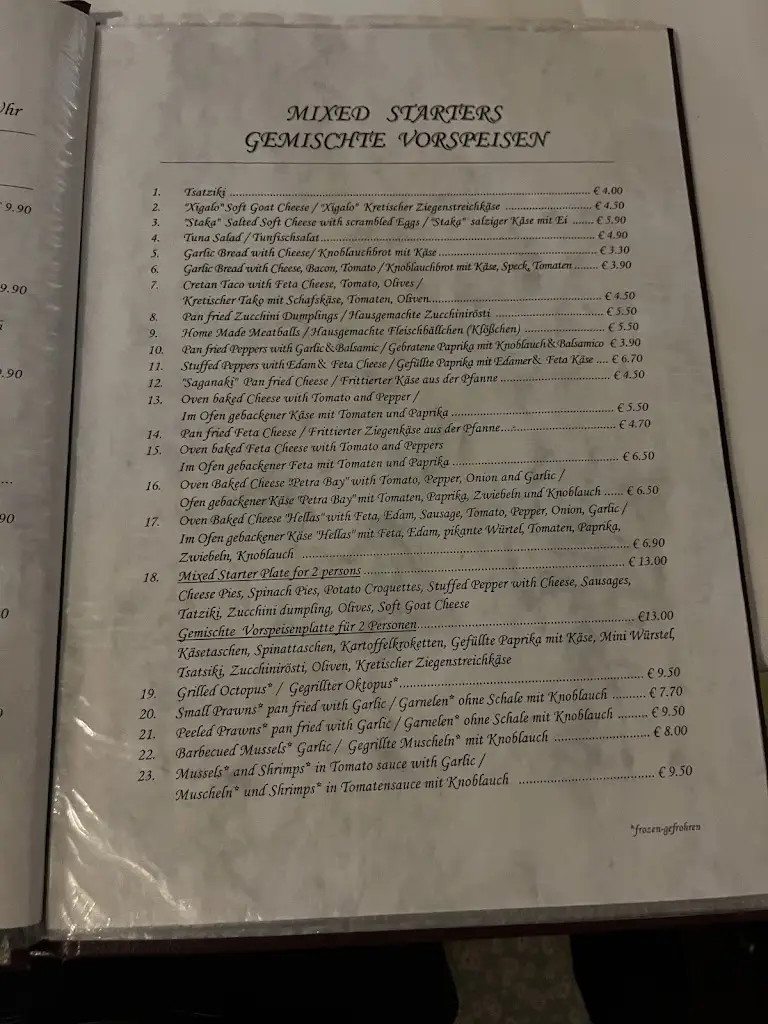 Uhr
9.90
9.90
9.90
90
MIXED STARTERS
GEMISCHTE VORSPEISEN
1. Tsatziki ........ € 4.00
2. "Xigalo" Soft Goat Cheese / "Xigalo" Kretischer Ziegenstreichkäse ........ € 4.50
3. "Staka" Salted Soft Cheese with scrambled Eggs / "Staka" salziger Käse mit Ei ....... € 5.90
4. Tuna Salad / Tunfischsalat........ € 4.90
5. Garlic Bread with Cheese/ Knoblauchbrot mit Käse........ € 3.30
6. Garlic Bread with Cheese, Bacon, Tomato / Knoblauchbrot mit Käse, Speck, Tomaten ........ € 3.90
7. Cretan Taco with Feta Cheese, Tomato, Olives /
Kretischer Tako mit Schafskäse, Tomaten, Oliven........ € 4.50
8. Pan fried Zucchini Dumplings / Hausgemachte Zucchinirösti ........ € 5.50
9. Home Made Meatballs / Hausgemachte Fleischbällchen (Klößchen) ........ € 5.50
10. Pan fried Peppers with Garlic & Balsamic / Gebratene Paprika mit Knoblauch & Balsamico € 3.90
11. Stuffed Peppers with Edam & Feta Cheese / Gefüllte Paprika mit Edamer & Feta Käse .... € 6.70
12. "Saganaki" Pan fried Cheese / Frittierter Käse aus der Pfanne ........ € 4.50
13. Oven baked Cheese with Tomato and Pepper /
Im Ofen gebackener Käse mit Tomaten und Paprika ........ € 5.50
14. Pan fried Feta Cheese / Frittierter Ziegenkäse aus der Pfanne........ € 4.70
15. Oven baked Feta Cheese with Tomato and Peppers
Im Ofen gebackener Feta mit Tomaten und Paprika ........ € 6.50
16. Oven Baked Cheese "Petra Bay" with Tomato, Pepper, Onion and Garlic /
Ofen gebackener Käse "Petra Bay" mit Tomaten, Paprika, Zwiebeln und Knoblauch ...... € 6.50
17. Oven Baked Cheese "Hellas" with Feta, Edam, Sausage, Tomato, Pepper, Onion, Garlic /
Im Ofen gebackener Käse "Hellas" mit Feta, Edam, pikante Würtel, Tomaten, Paprika,
Zwiebeln, Knoblauch ........ € 6.90
18. Mixed Starter Plate for 2 persons ........ € 13.00
Cheese Pies, Spinach Pies, Potato Croquettes, Stuffed Pepper with Cheese, Sausages,
Tatziki, Zucchini dumpling, Olives, Soft Goat Cheese
Gemischte Vorspeisenplatte für 2 Personen........ €13.00
Käsetaschen, Spinattaschen, Kartoffelkroketten, Gefüllte Paprika mit Käse, Mini Würstel,
Tsatsiki, Zucchinirösti, Oliven, Kretischer Ziegenstreichkäse
19. Grilled Octopus* / Gegrillter Oktopus*........ € 9.50
20. Small Prawns* pan fried with Garlic / Garnelen* ohne Schale mit Knoblauch ........ € 7.70
21. Peeled Prawns* pan fried with Garlic / Garnelen* ohne Schale mit Knoblauch ....... € 9.50
22. Barbecued Mussels* Garlic / Gegrillte Muscheln* mit Knoblauch ........ € 8.00
23. Mussels* and Shrimps* in Tomato sauce with Garlic /
Muscheln* und Shrimps* in Tomatensauce mit Knoblauch ........ € 9.50
*frozen-gefrohren